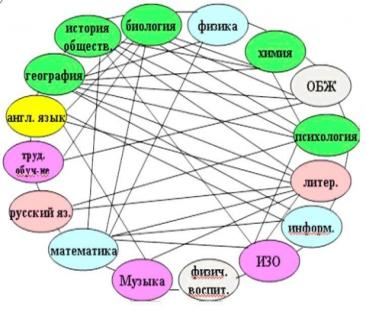 история
обществ.
биология
физика
химия
география
ОБЖ
англ. язык
психология
труд.
обуч-не
литер.
русский яз.
информ.
математика
ИЗО
Музыка
физич.
воспит.